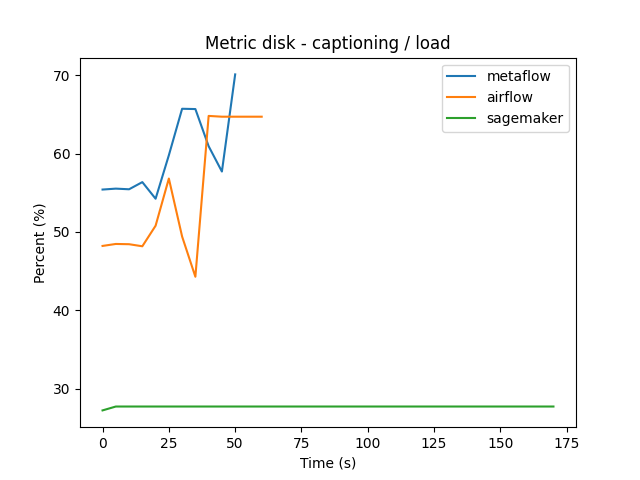 Metric disk - captioning / load
metaflow
airflow
sagemaker
Percent (%)
70
60
50
40
30
0
25
50
75
100
125
150
175
Time (s)